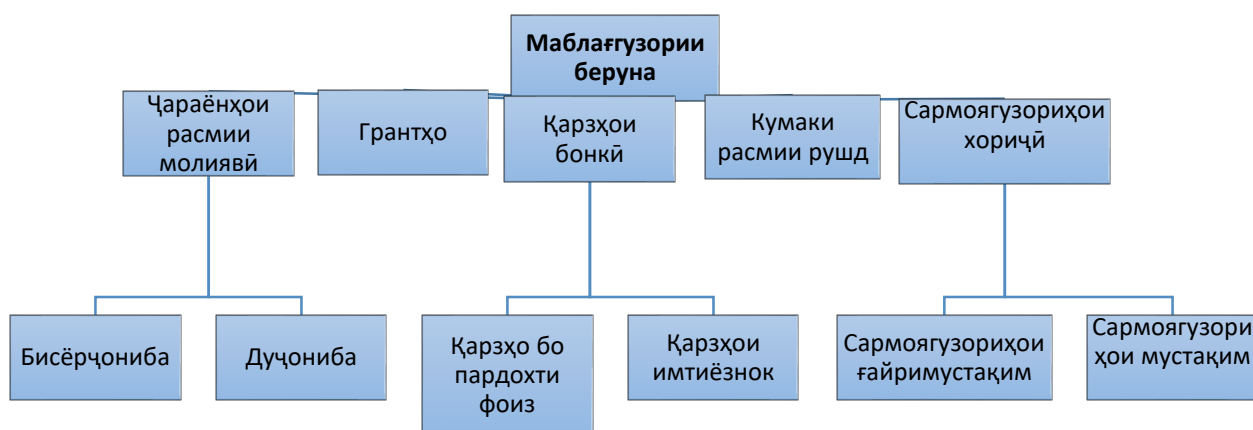 Маблағгузории
беруна
Ҷараёнҳои
расмии
молиявӣ
Грантҳо
Қарзҳои
бонкӣ
Кумаки
расмии рушд
Сармоягузориҳои
хориҷӣ
Бисёрҷониба
Дуҷониба
Қарзҳо бо
пардохти
фоиз
Қарзҳои
имтиёзнок
Сармоягузориҳои
ғайримустақим
Сармоягузори
ҳои мустақим